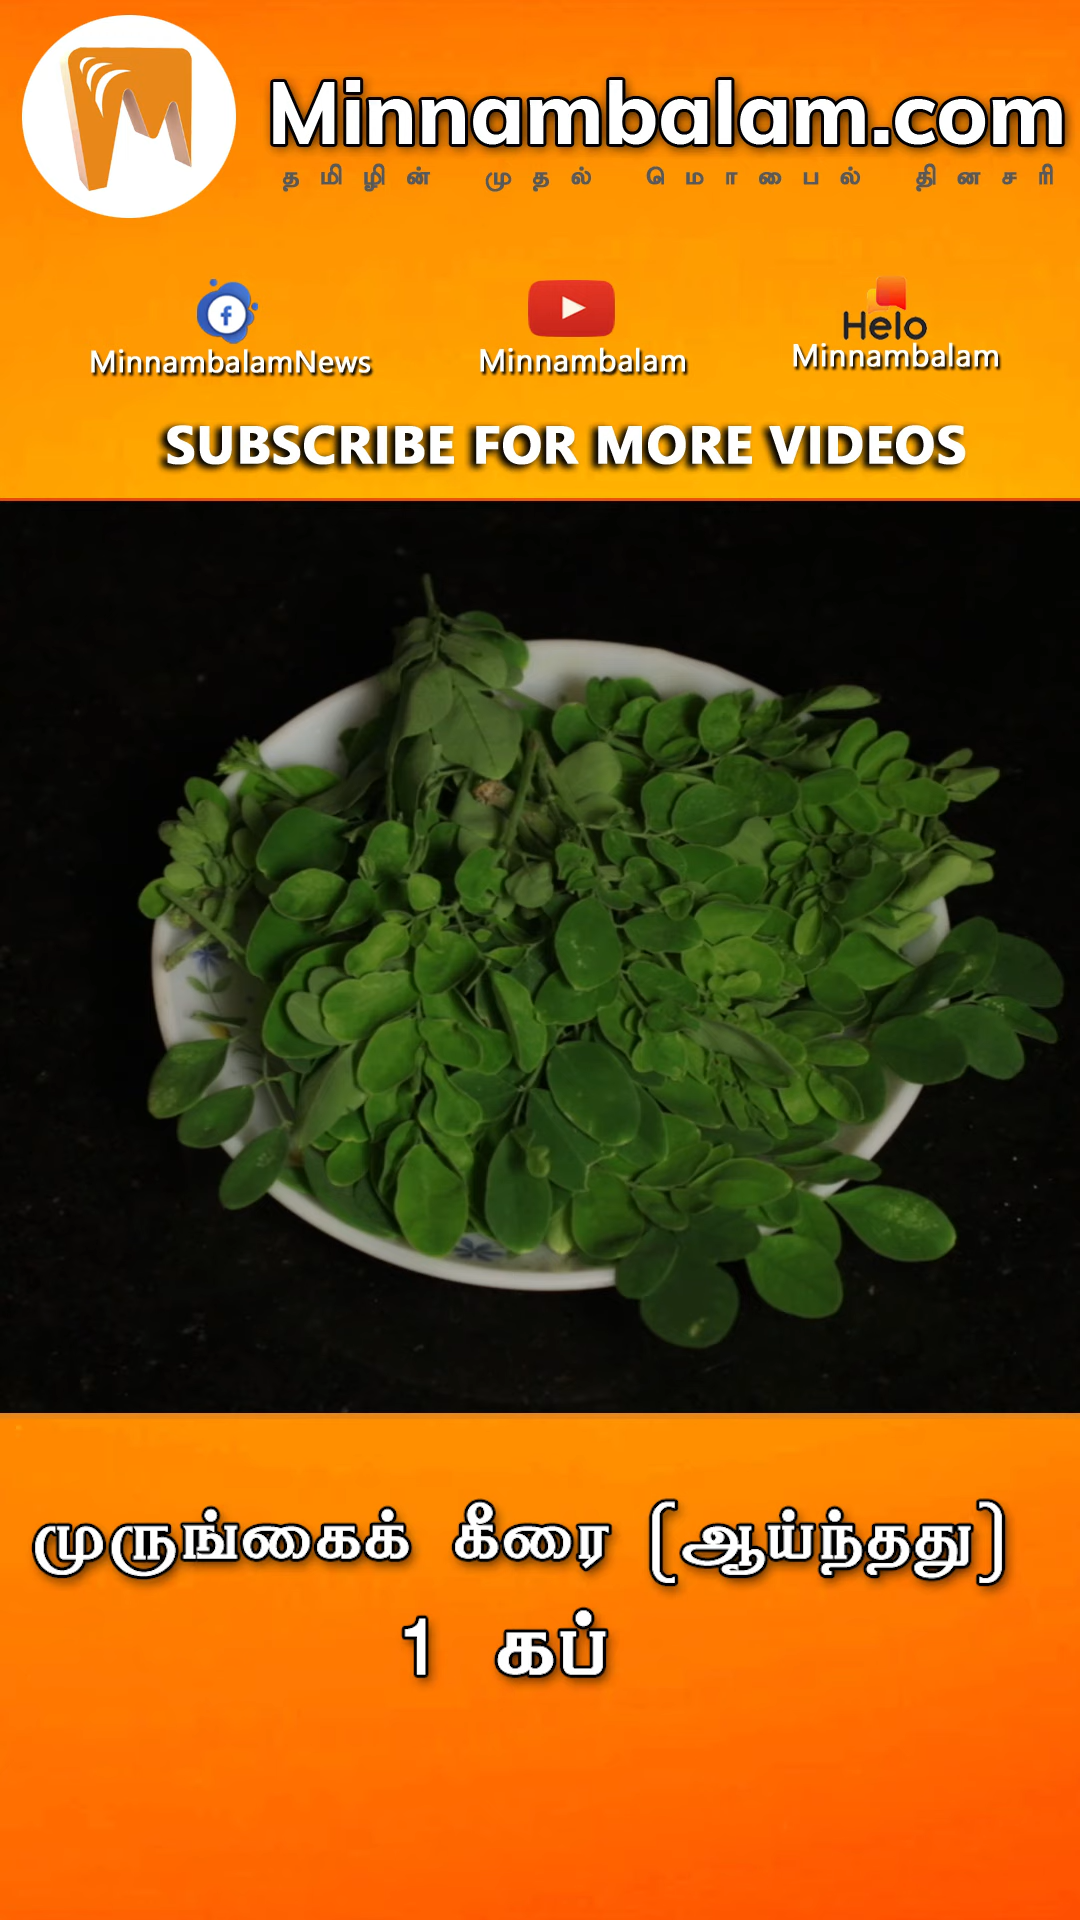 Minnambalam.com
தமிழின் முதல் மொபைல் தினசரி
MinnambalamNews
Minnambalam
Helo
Minnambalam
SUBSCRIBE FOR MORE VIDEOS
முருங்கைக் கீரை (ஆய்ந்தது)
1 கப்